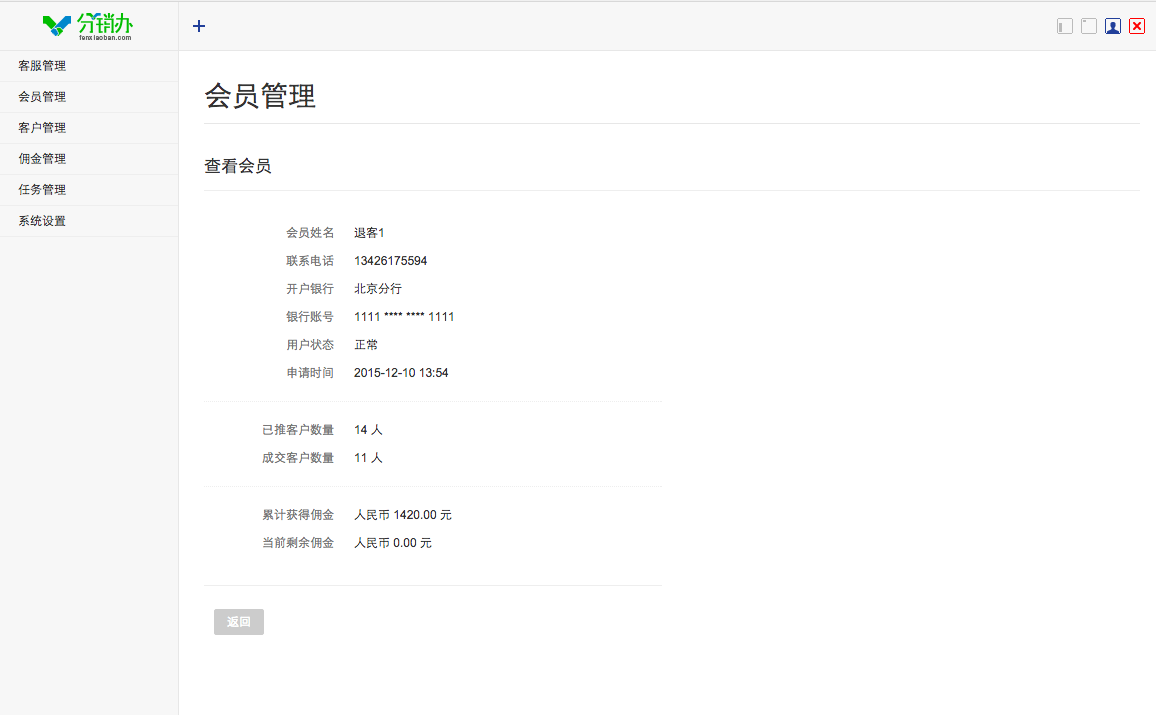 分销办
fenxiaoban.com
客服管理
会员管理
客户管理
佣金管理
任务管理
系统设置
会员管理
查看会员
会员姓名 退客1
联系电话 13426175594
开户银行 北京分行
银行账号 1111 **** **** 1111
用户状态 正常
申请时间 2015-12-10 13:54
已推客户数量 14 人
成交客户数量 11 人
累计获得佣金 人民币 1420.00 元
当前剩余佣金 人民币 0.00 元
返回